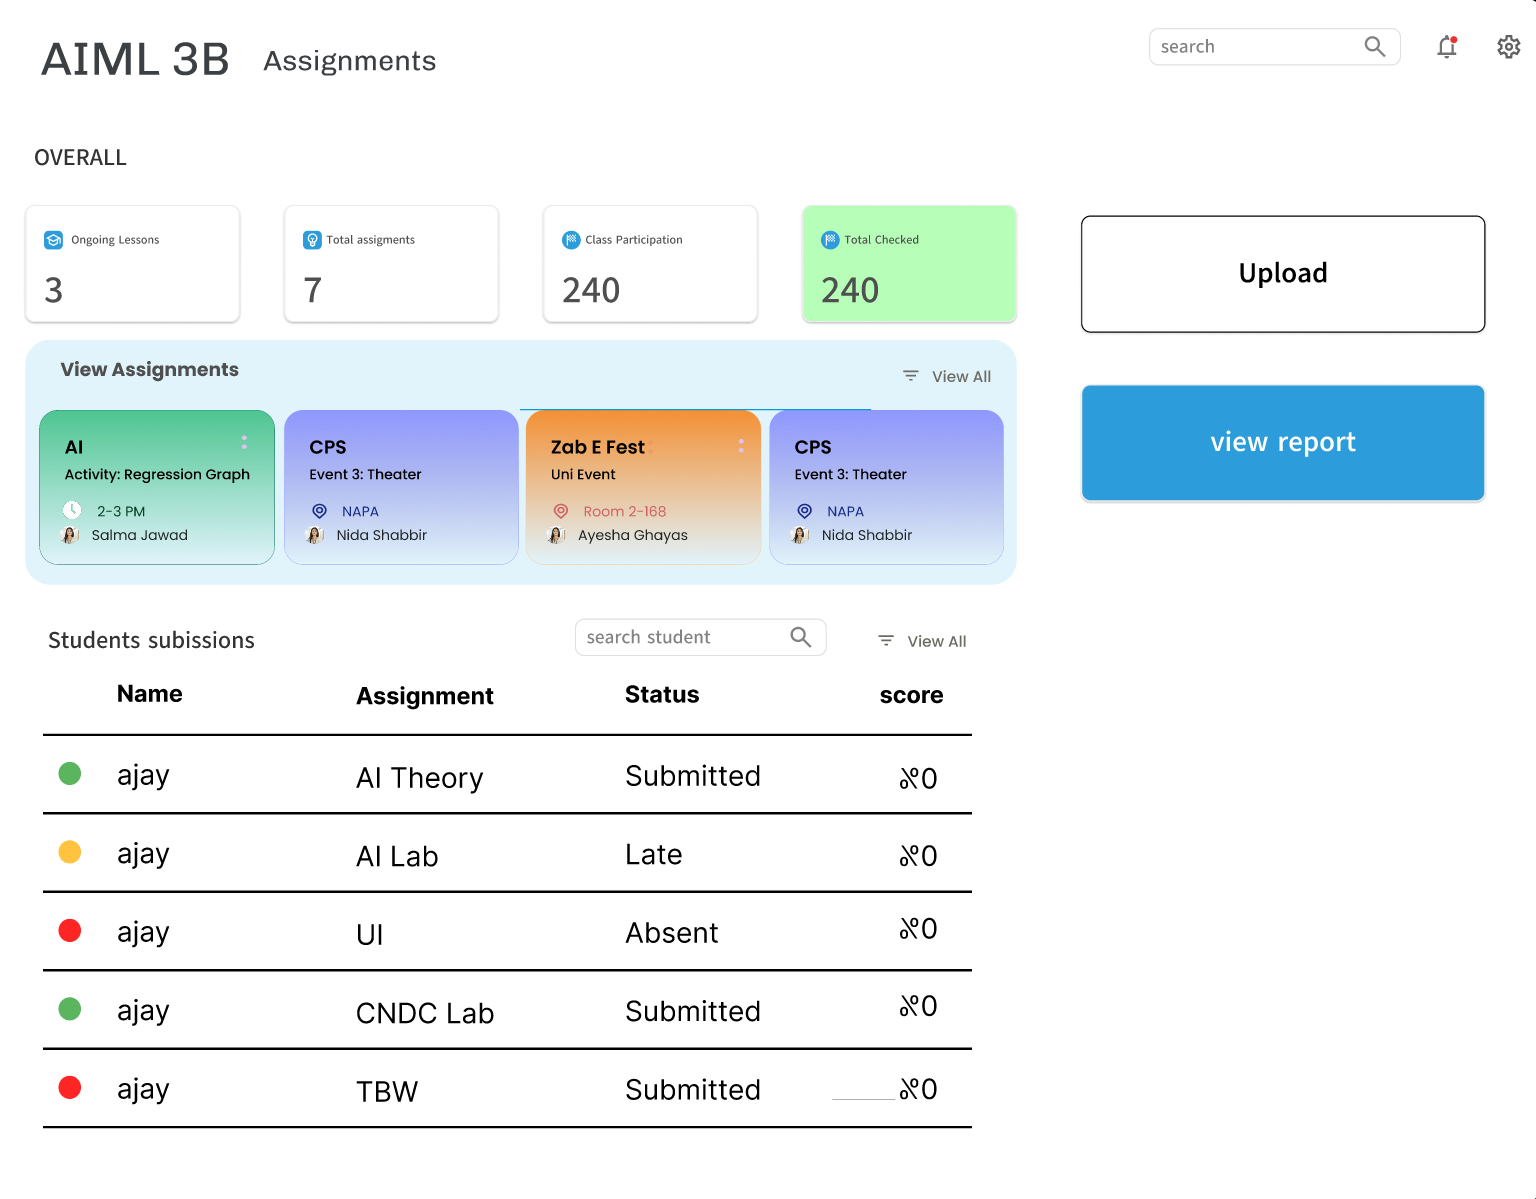 AIML 3B Assignments
search
OVERALL
Ongoing Lessons
3
Total assigments
7
Class Participation
240
Total Checked
240
Upload
view report
View Assignments
View All
AI
Activity: Regression Graph
2-3 PM
Salma Jawad
CPS
Event 3: Theater
NAPA
Nida Shabbir
Zab E Fest
Uni Event
Room 2-168
Ayesha Ghayas
CPS
Event 3: Theater
NAPA
Nida Shabbir
Students subissions
search student
View All
Name Assignment Status score
ajay AI Theory Submitted 0
ajay AI Lab Late 0
ajay UI Absent 0
ajay CNDC Lab Submitted 0
ajay TBW Submitted 0